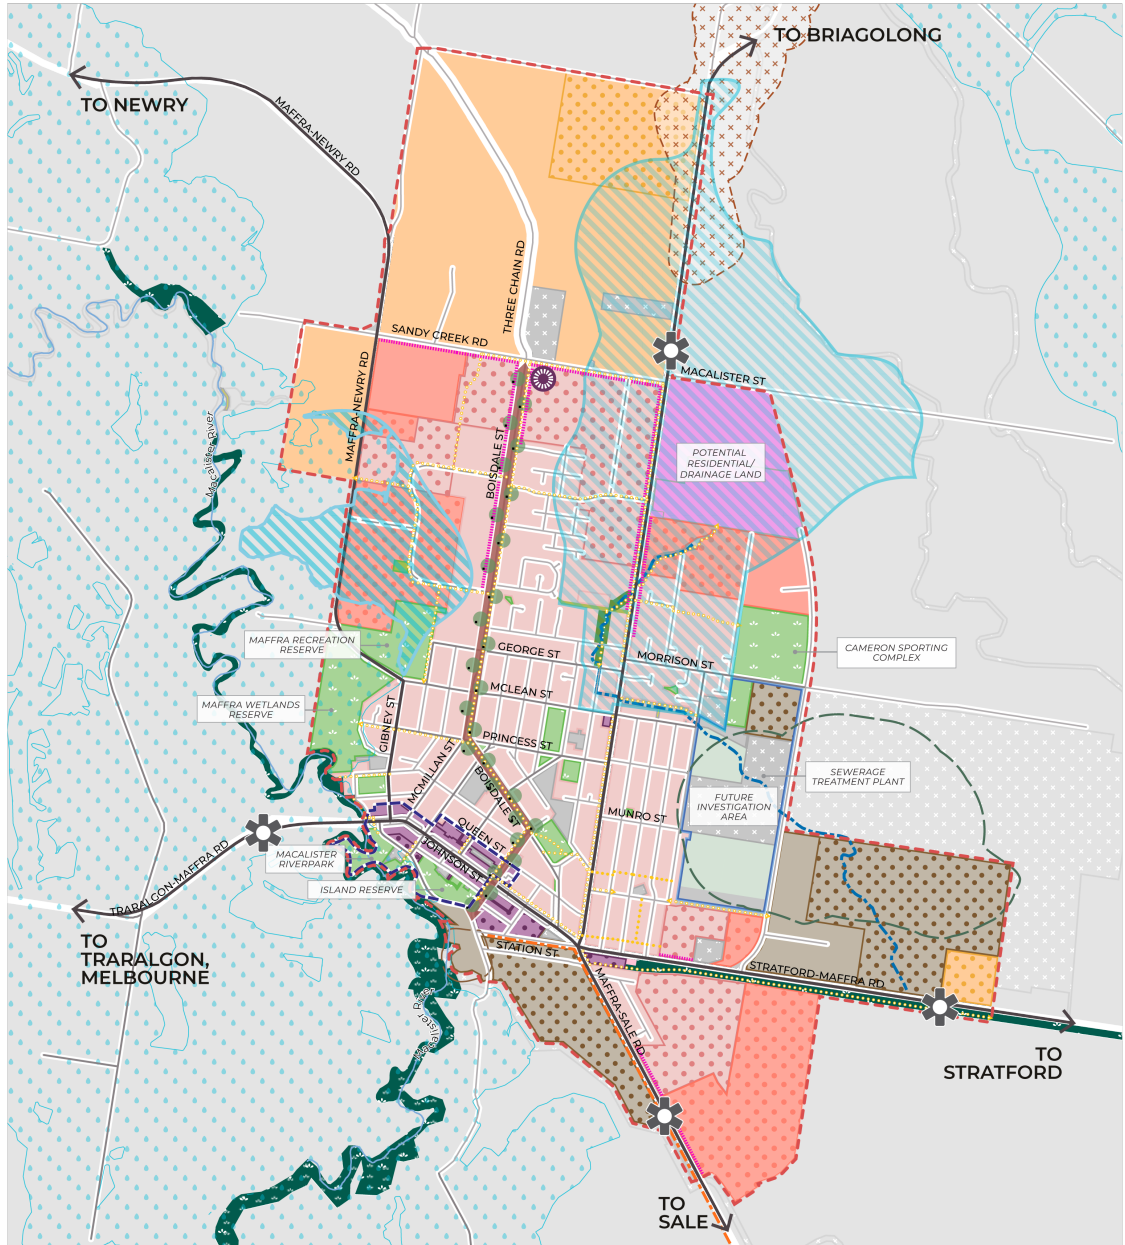 TO BRIAGOLONG
TO NEWRY
MAFFRA-NEWRY RD
THREE CHAIN RD
SANDY CREEK RD
MACALISTER ST
MAFFRA-NEWRY RD
Macalister River
BOISDALE ST
POTENTIAL
RESIDENTIAL/
DRAINAGE LAND
MAFFRA RECREATION
RESERVE
GEORGE ST
MORRISON ST
CAMERON SPORTING
COMPLEX
MCLEAN ST
MAFFRA WETLANDS
RESERVE
GIBNEY ST
PRINCESS ST
MCMILLAN ST
BOISDALE ST
SEWERAGE
TREATMENT PLANT
FUTURE
INVESTIGATION
AREA
MUNRO ST
QUEEN ST
JOHNSON ST
MACALISTER
RIVERPARK
ISLAND RESERVE
TRARALGON-MAFFRA RD
TO
TRARALGON,
MELBOURNE
STATION ST
STRATFORD-MAFFRA RD
MAFFRA-SALE RD
Macalister River
TO
STRATFORD
TO
SALE